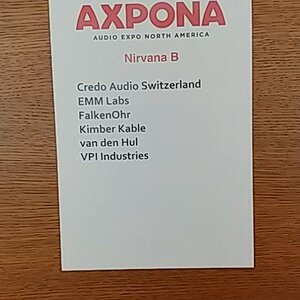 AXPONA
AUDIO EXPO NORTH AMERICA
Nirvana B
Credo Audio Switzerland
EMM Labs
FalkenOhr
Kimber Kable
van den Hul
VPI Industries